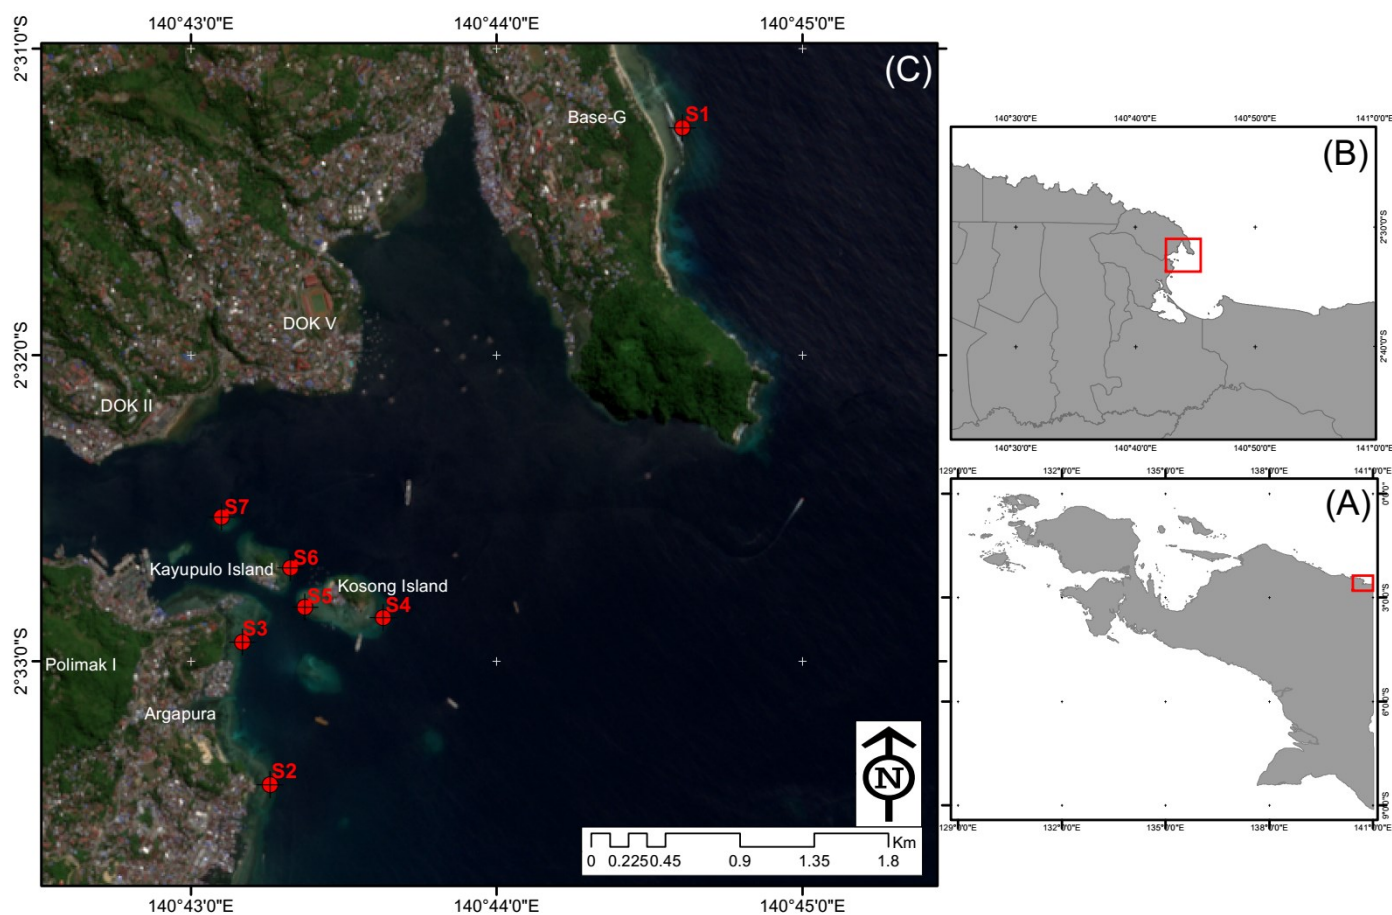 140°43'0"E
140°44'0"E
140°45'0"E
2°31'0"S
2°32'0"S
2°33'0"S
(C)
Base-G
S1
DOK V
DOK II
S7
S6
Kayupulo Island
Kosong Island
S5
S4
S3
Polimak I
Argapura
S2
N
Km
0
0.225
0.45
0.9
1.35
1.8
140°43'0"E
140°44'0"E
140°45'0"E
140°30'0"E
140°40'0"E
140°50'0"E
141°0'0"E
(B)
2°30'0"S
2°40'0"S
140°30'0"E
140°40'0"E
140°50'0"E
141°0'0"E
129°0'0"E
132°0'0"E
135°0'0"E
138°0'0"E
141°0'0"E
(A)
0°0'0"
3°0'0"S
6°0'0"S
9°0'0"S
129°0'0"E
132°0'0"E
135°0'0"E
138°0'0"E
141°0'0"E